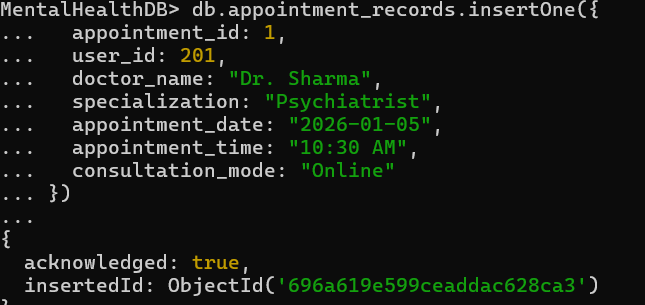 MentalHealthDB> db.appointment_records.insertOne({
...   appointment_id: 1,
...   user_id: 201,
...   doctor_name: "Dr. Sharma",
...   specialization: "Psychiatrist",
...   appointment_date: "2026-01-05",
...   appointment_time: "10:30 AM",
...   consultation_mode: "Online"
... })
...
{
  acknowledged: true,
  insertedId: ObjectId('696a619e599ceaddac628ca3')
}